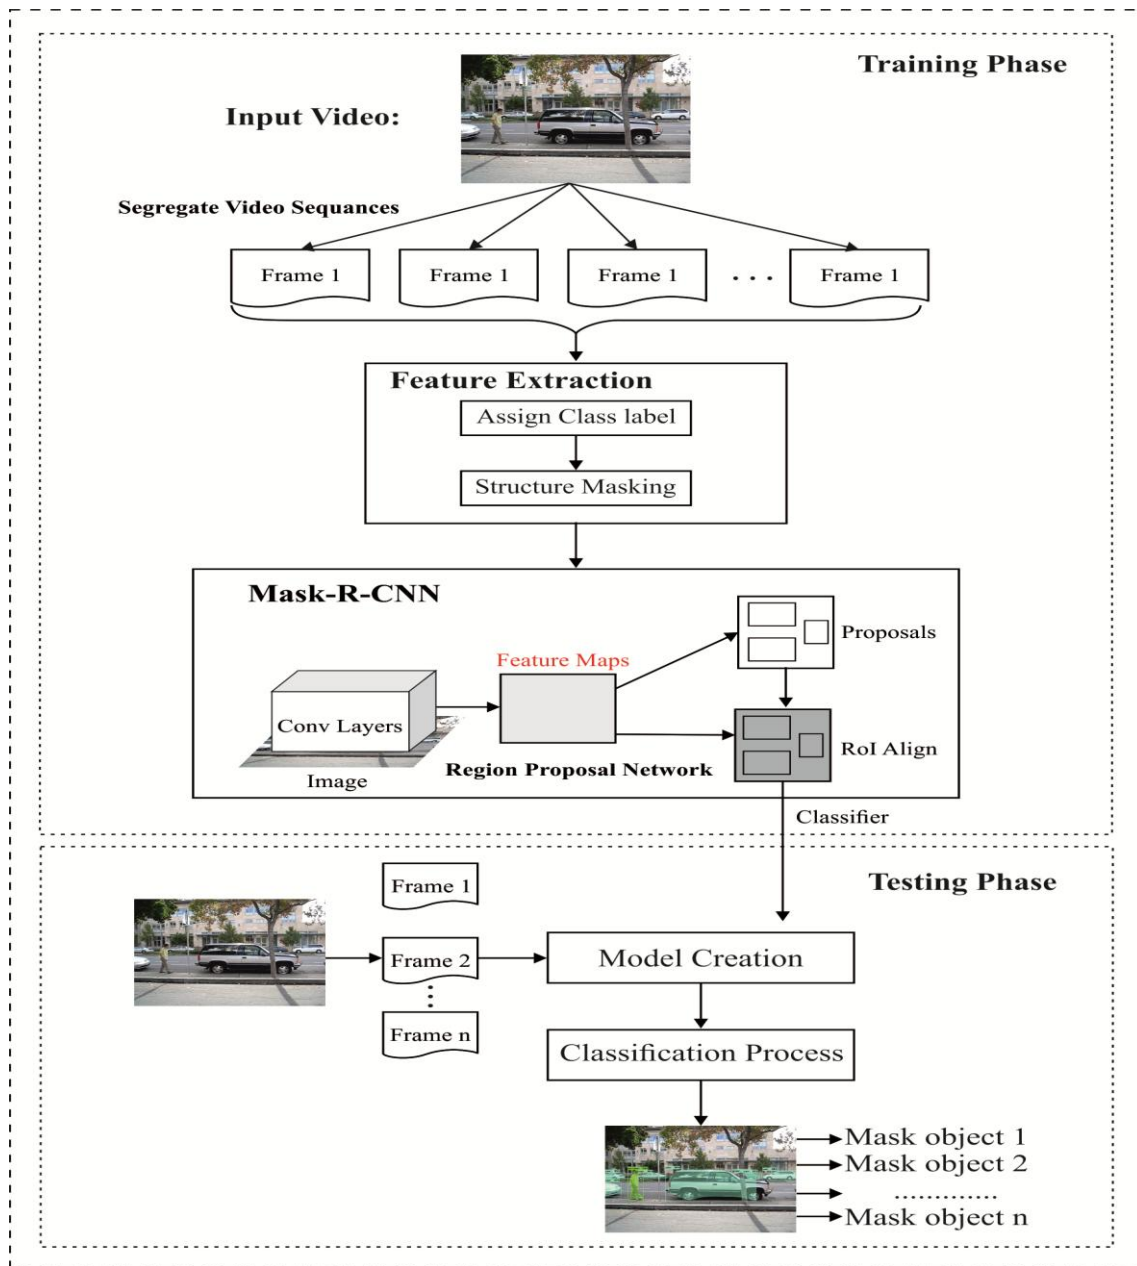 Training Phase
Input Video:
Segregate Video Sequances
Frame 1
Frame 1
Frame 1
. . .
Frame 1
Feature Extraction
Assign Class label
Structure Masking
Mask-R-CNN
Proposals
Feature Maps
Conv Layers
RoI Align
Region Proposal Network
Image
Classifier
Testing Phase
Frame 1
Frame 2
Frame n
Model Creation
Classification Process
Mask object 1
Mask object 2
.............
Mask object n